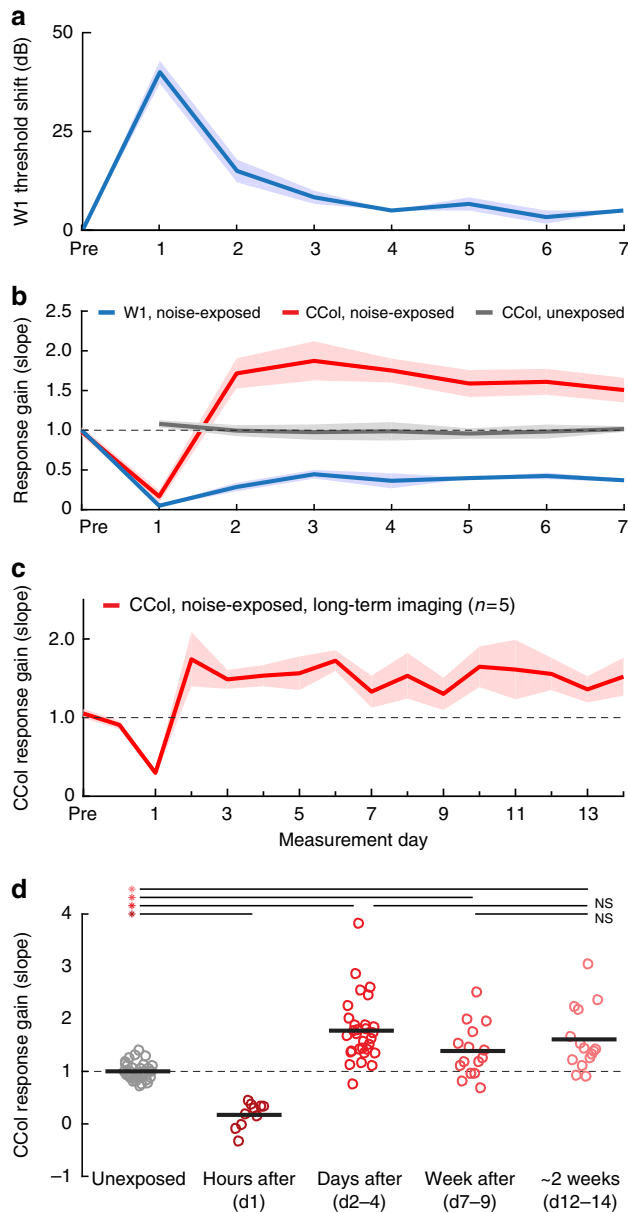 a
W1 threshold shift (dB)
50
25
0
Pre 1 2 3 4 5 6 7
b
W1, noise-exposed CCol, noise-exposed CCol, unexposed
Response gain (slope)
2.5
2.0
1.5
1.0
0.5
0
Pre 1 2 3 4 5 6 7
c
CCol, noise-exposed, long-term imaging (n=5)
CCol response gain (slope)
2.0
1.0
0
Pre 1 3 5 7 9 11 13
Measurement day
d
* 
* 
* NS
* NS
CCol response gain (slope)
4
3
2
1
0
–1
Unexposed Hours after Days after Week after ~2 weeks
(d1) (d2–4) (d7–9) (d12–14)